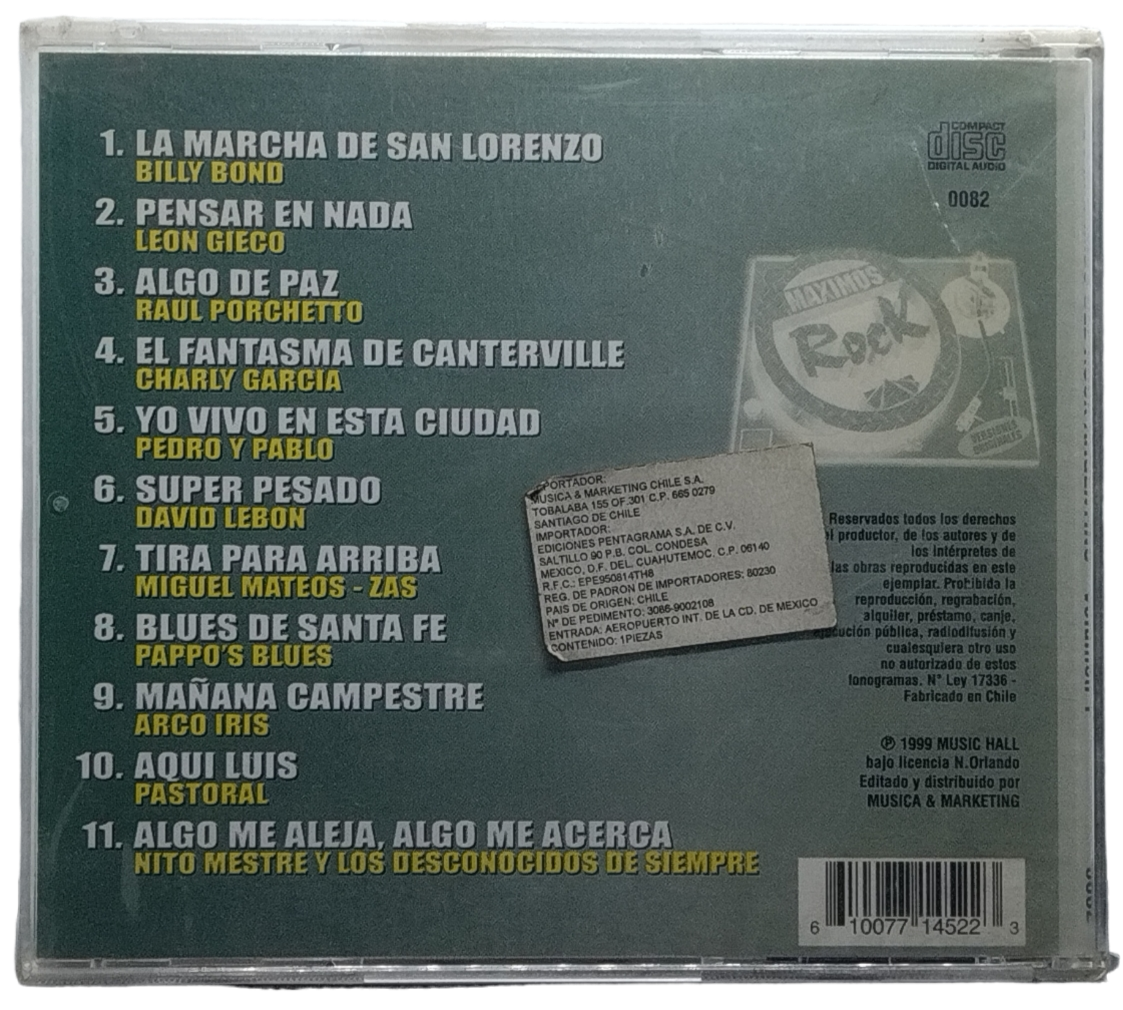 1. LA MARCHA DE SAN LORENZO
BILLY BOND
2. PENSAR EN NADA
LEON GIECO
3. ALGO DE PAZ
RAUL PORCHETTO
4. EL FANTASMA DE CANTERVILLE
CHARLY GARCIA
5. YO VIVO EN ESTA CIUDAD
PEDRO Y PABLO
6. SUPER PESADO
DAVID LEBON
7. TIRA PARA ARRIBA
MIGUEL MATEOS - ZAS
8. BLUES DE SANTA FE
PAPPO'S BLUES
9. MAÑANA CAMPESTRE
ARCO IRIS
10. AQUI LUIS
PASTORAL
11. ALGO ME ALEJA, ALGO ME ACERCA
NITO MESTRE Y LOS DESCONOCIDOS DE SIEMPRE
COMPACT
disc
DIGITAL AUDIO
0082
MAXIMOS
Rock
VERSIONES
ORIGINALES
PORTADOR:
MUSICA & MARKETING CHILE S.A.
TOBALABA 155 OF.301 C.P. 665 0279
SANTIAGO DE CHILE
IMPORTADOR:
EDICIONES PENTAGRAMA S.A. DE C.V.
SALTILLO 90 P.B. COL. CONDESA
MEXICO, D.F. DEL. CUAHUTEMOC. C.P. 06140
R.F.C.: EPE950814TH8
REG. DE PADRON DE IMPORTADORES: 80230
PAIS DE ORIGEN: CHILE
N° DE PEDIMENTO: 3086-9002108
ENTRADA: AEROPUERTO INT. DE LA CD. DE MEXICO
CONTENIDO: 1PIEZAS
Reservados todos los derechos
l productor, de los autores y de
los intérpretes de
las obras reproducidas en este
ejemplar. Prohibida la
reproducción, regrabación,
alquiler, préstamo, canje,
ejecución pública, radiodifusión y
cualesquiera otro uso
no autorizado de estos
fonogramas. N° Ley 17336 -
Fabricado en Chile
℗ 1999 MUSIC HALL
bajo licencia N.Orlando
Editado y distribuido por
MUSICA & MARKETING
6 10077 14522 3